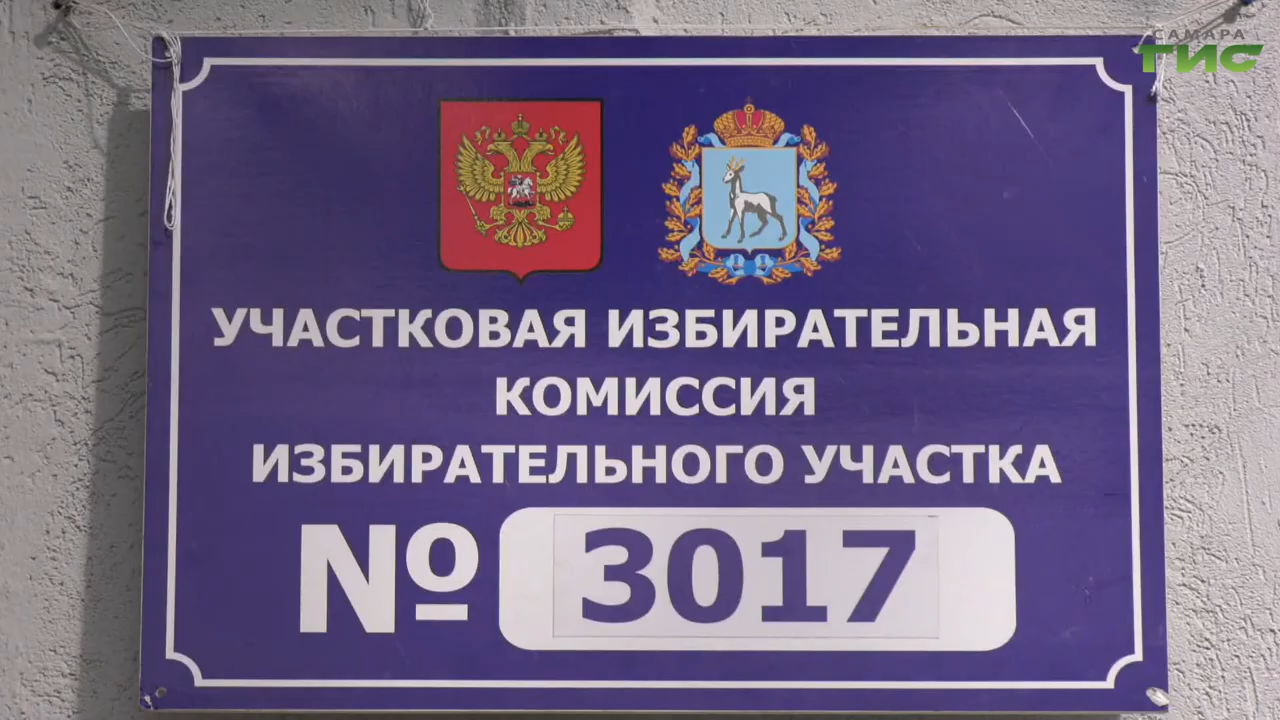 САМАРА
ГИС
УЧАСТКОВАЯ ИЗБИРАТЕЛЬНАЯ
КОМИССИЯ
ИЗБИРАТЕЛЬНОГО УЧАСТКА
№ 3017